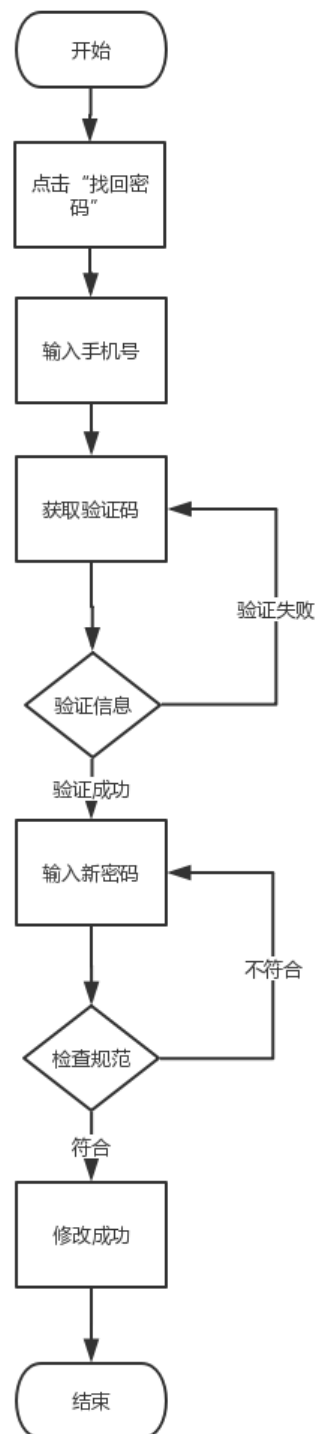 开始
点击“找回密
码”
输入手机号
获取验证码
验证失败
验证信息
验证成功
输入新密码
不符合
检查规范
符合
修改成功
结束